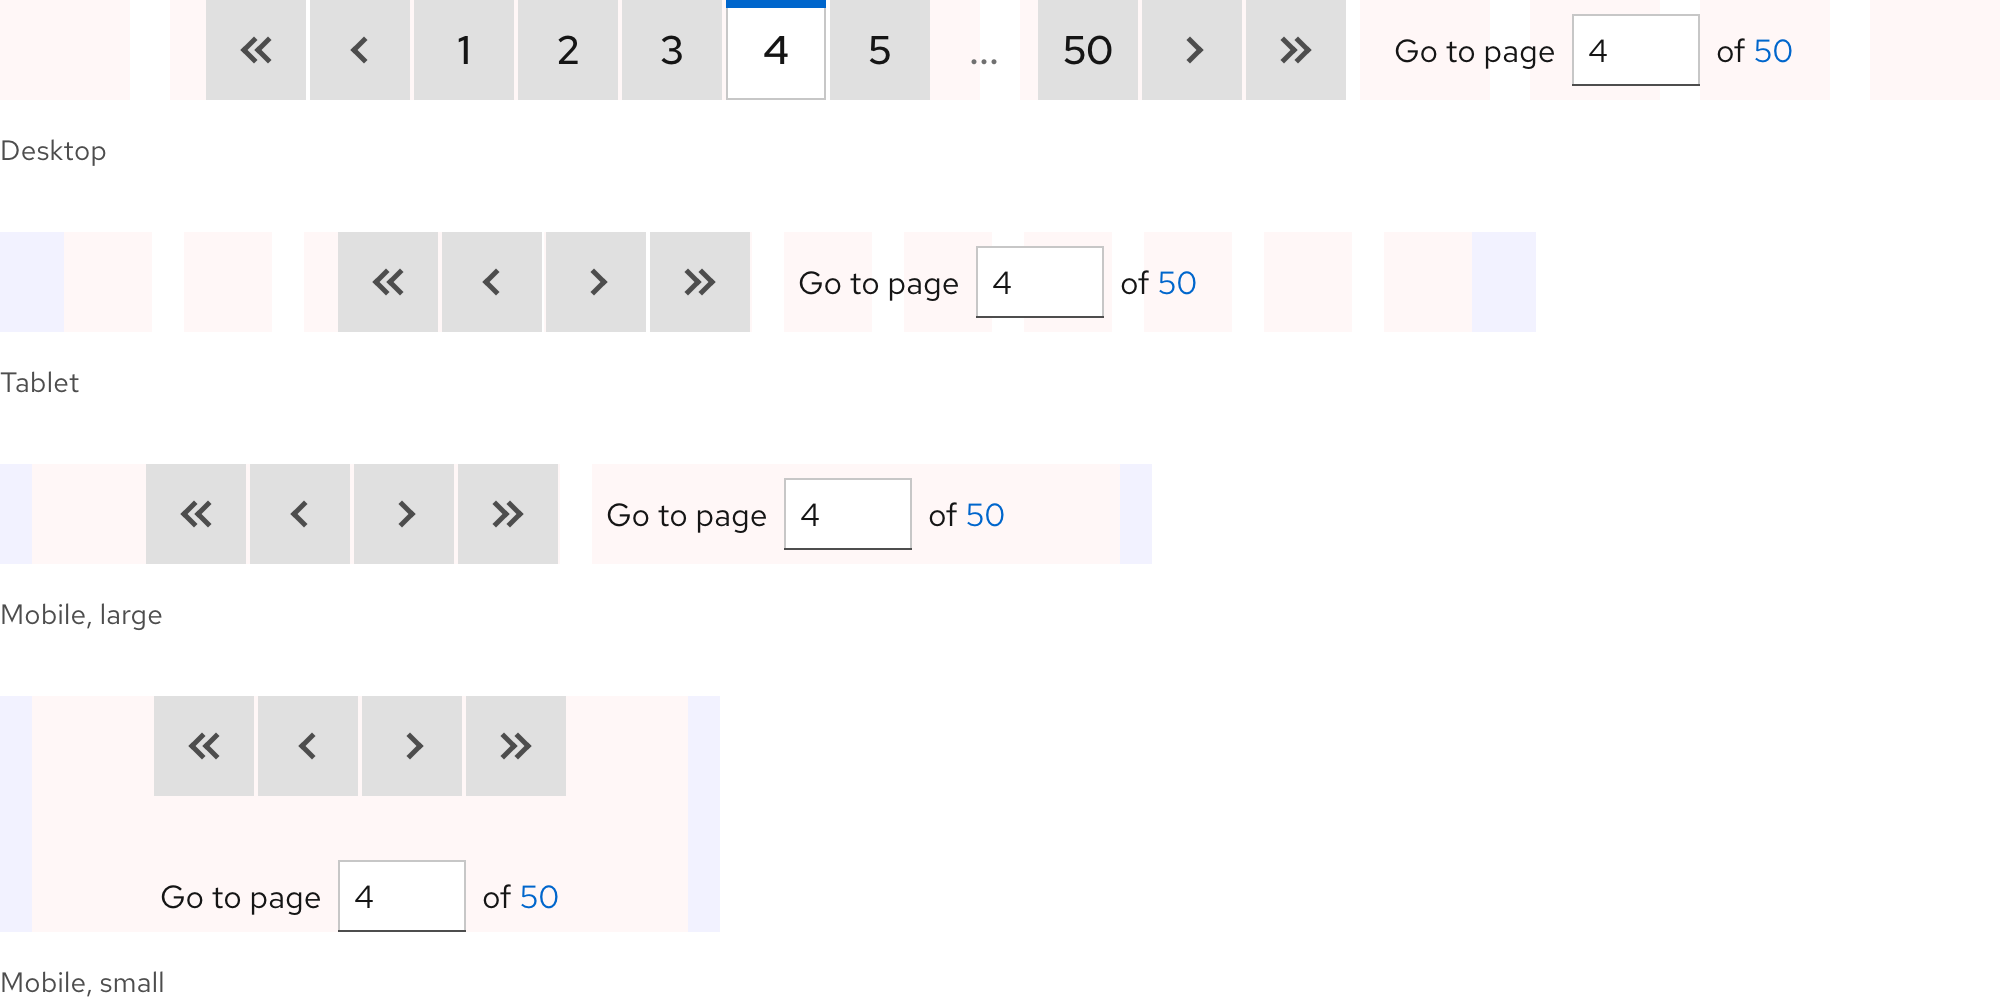 1 2 3 4 5 ... 50 Go to page 4 of 50
Desktop
Go to page 4 of 50
Tablet
Go to page 4 of 50
Mobile, large
Go to page 4 of 50
Mobile, small